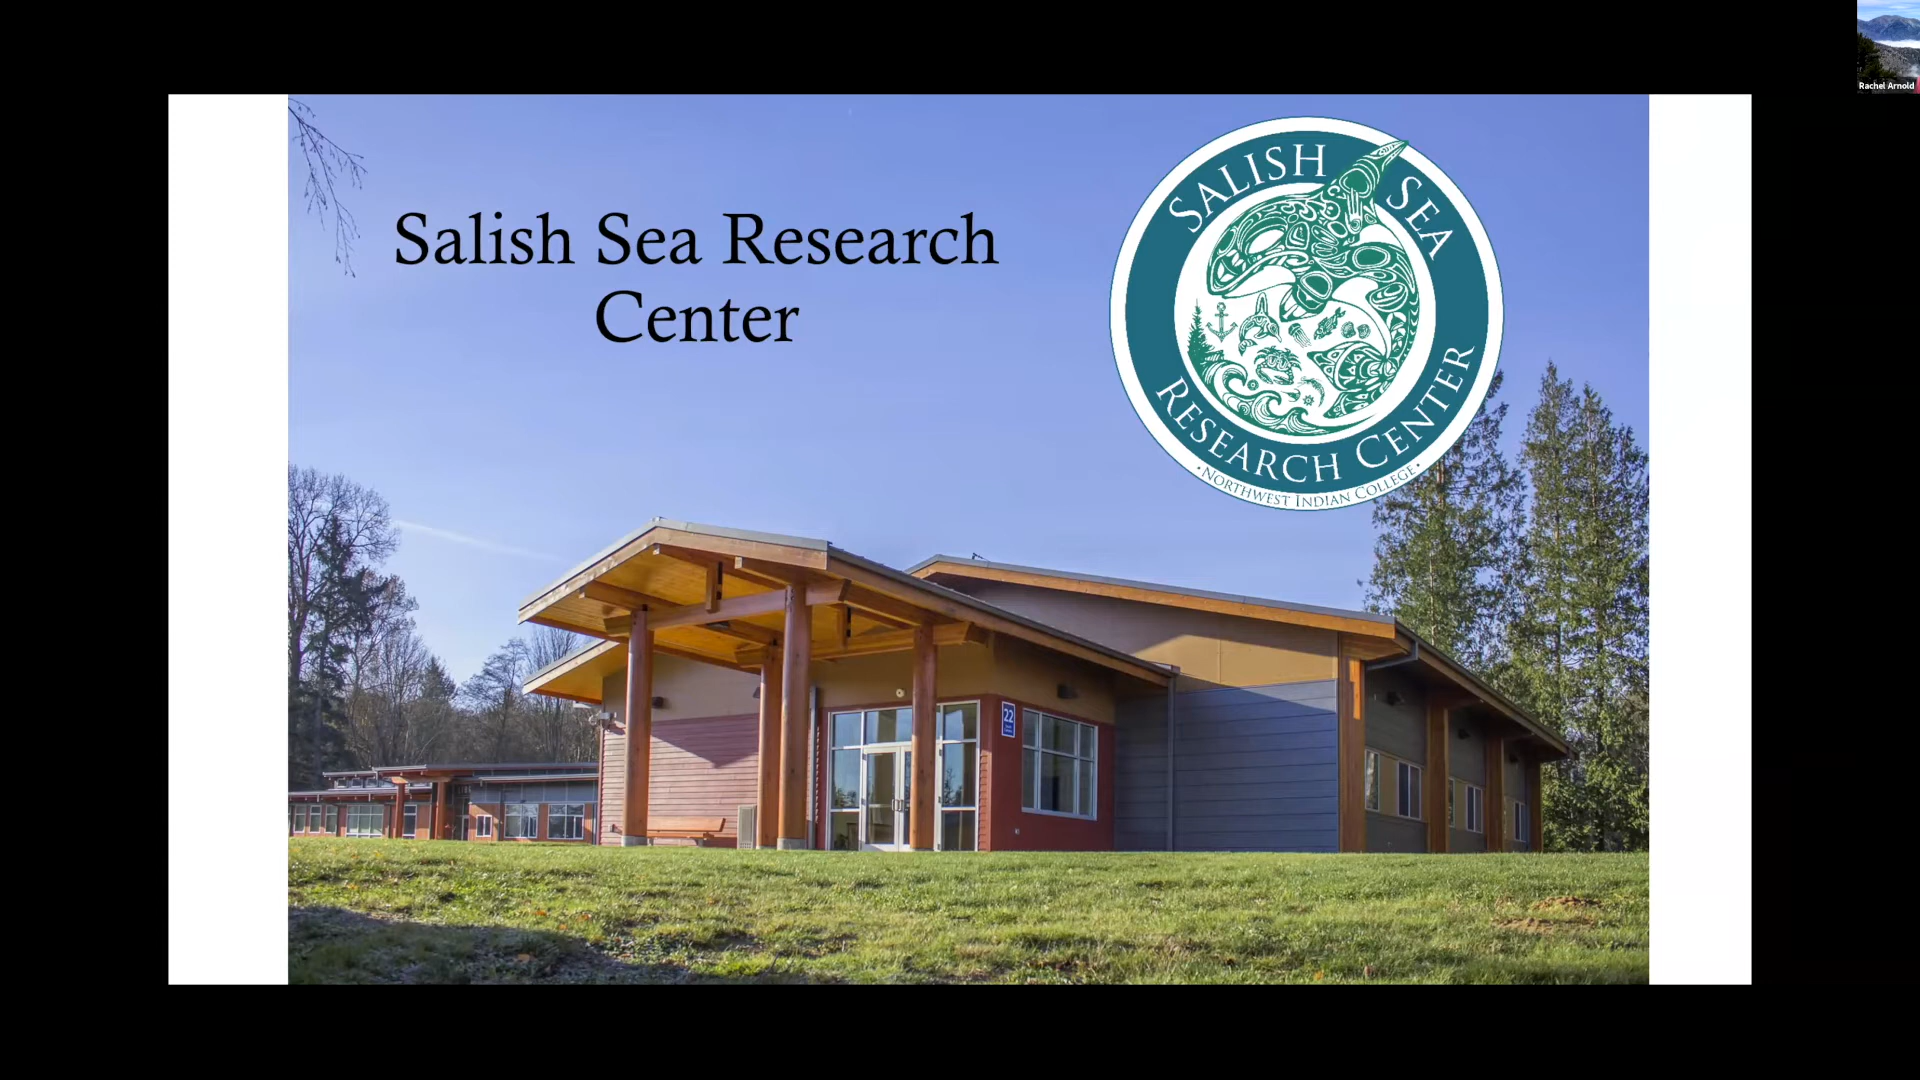 Rachel Arnold
Salish Sea Research
Center
SALISH SEA
RESEARCH CENTER
• NORTHWEST INDIAN COLLEGE •
22